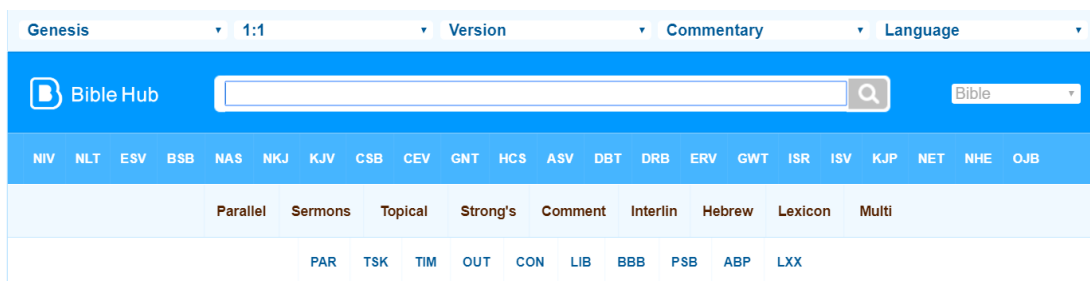 Genesis 1:1 Version Commentary Language
Bible Hub Bible
NIV NLT ESV BSB NAS NKJ KJV CSB CEV GNT HCS ASV DBT DRB ERV GWT ISR ISV KJP NET NHE OJB
Parallel Sermons Topical Strong's Comment Interlin Hebrew Lexicon Multi
PAR TSK TIM OUT CON LIB BBB PSB ABP LXX